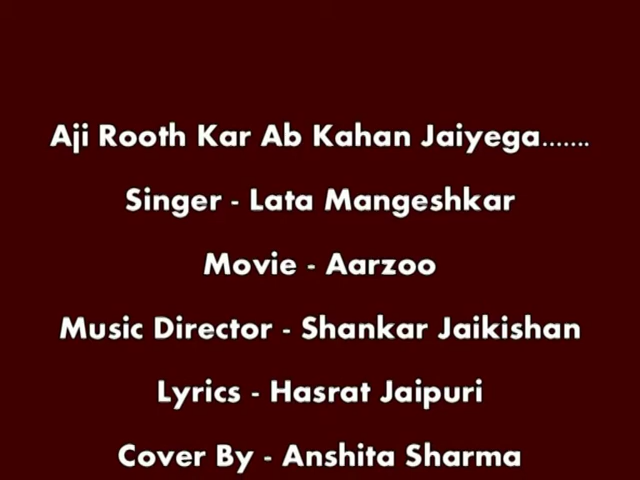 Aji Rooth Kar Ab Kahan Jaiyega.......
Singer - Lata Mangeshkar
Movie - Aarzoo
Music Director - Shankar Jaikishan
Lyrics - Hasrat Jaipuri
Cover By - Anshita Sharma